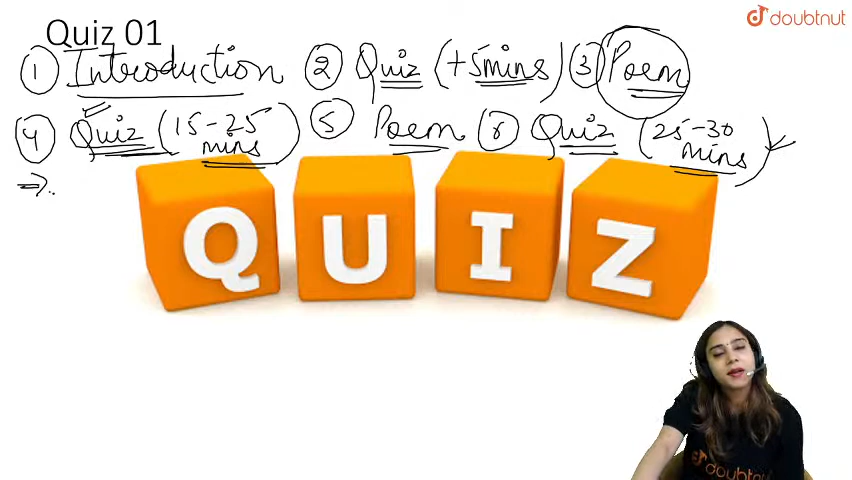 Quiz 01
doubtnut
① Introduction ② Quiz (+5mins) ③ Poem
④ Quiz (15-25 mins) ⑤ Poem ⑥ Quiz (25-30 mins)
⇒
QUIZ
doubtnut